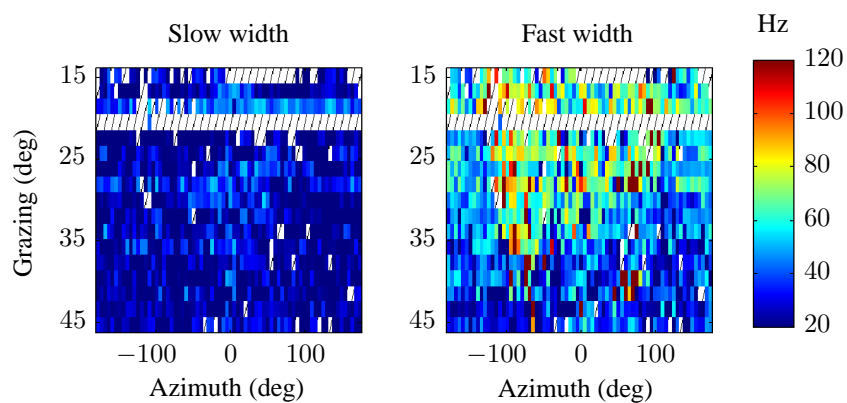 Slow width
Fast width
Hz
15
25
35
45
Grazing (deg)
−100 0 100
Azimuth (deg)
15
25
35
45
−100 0 100
Azimuth (deg)
120
100
80
60
40
20